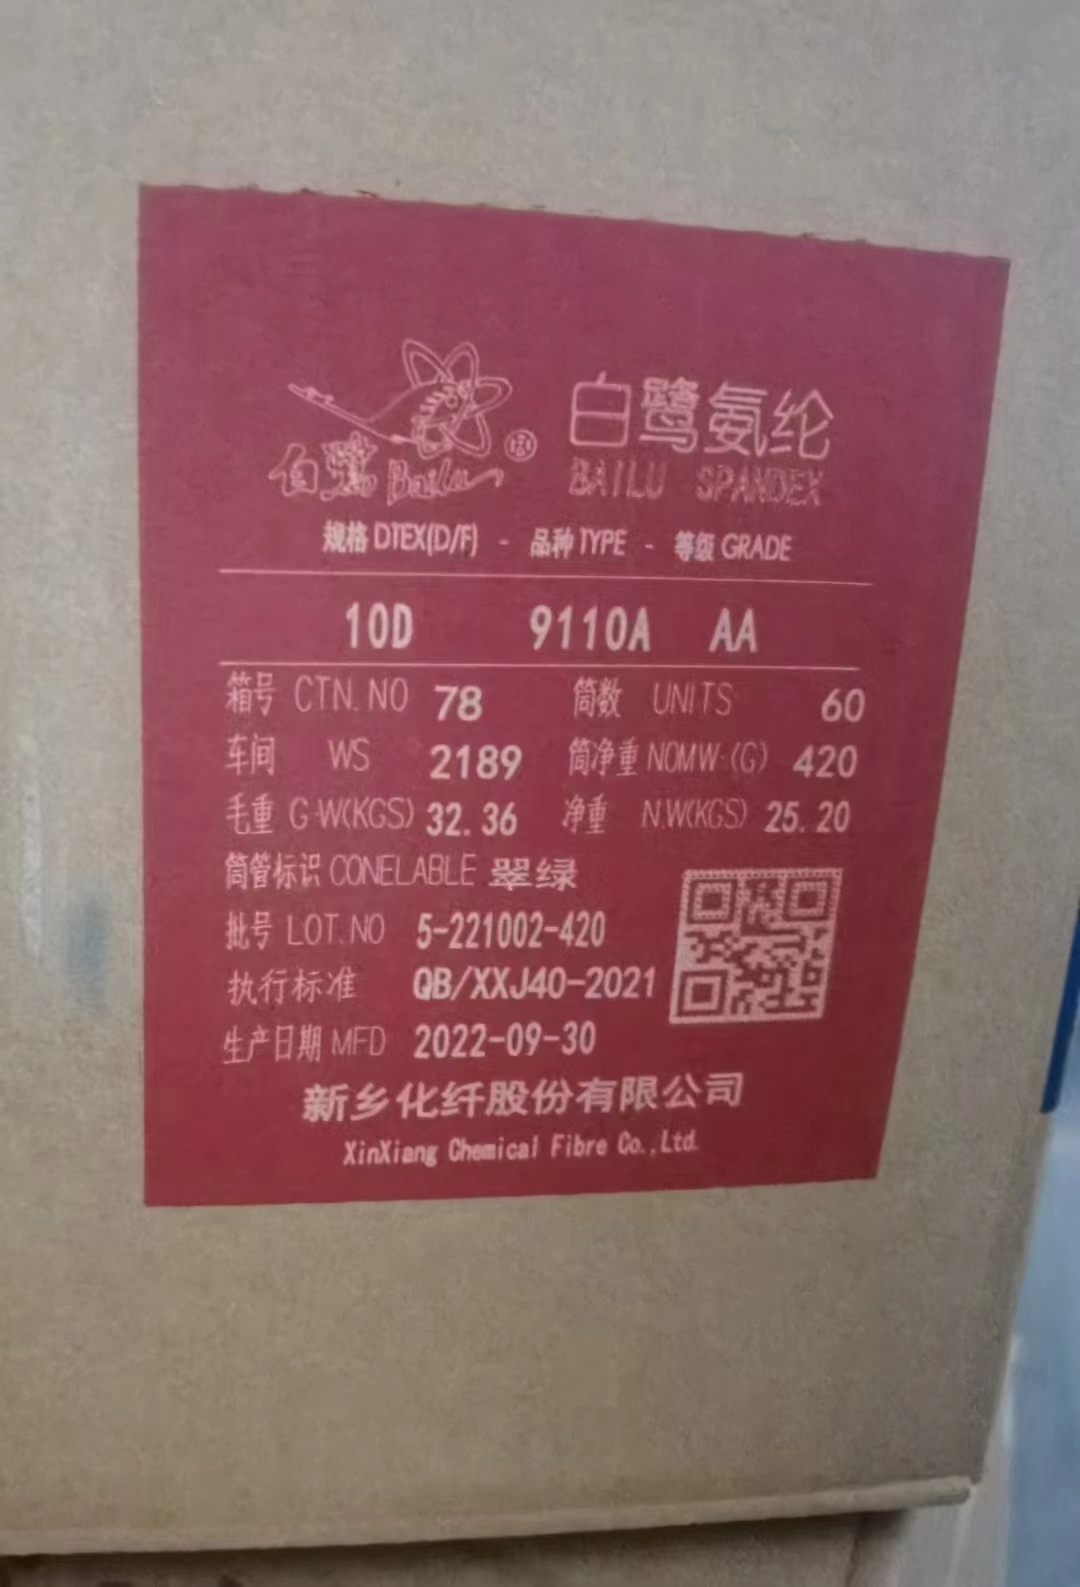 白鹭 Bailu
白鹭氨纶
BAILU SPANDEX
规格 DTEX(D/F) - 品种 TYPE - 等级 GRADE
10D 9110A AA
箱号 CTN.NO 78 筒数 UNITS 60
车间 WS 2189 筒净重 NOMW.(G) 420
毛重 G.W(KGS) 32.36 净重 N.W(KGS) 25.20
筒管标识 CONELABLE 翠绿
批号 LOT.NO 5-221002-420
执行标准 QB/XXJ40-2021
生产日期 MFD 2022-09-30
新乡化纤股份有限公司
XinXiang Chemical Fibre Co.,Ltd.